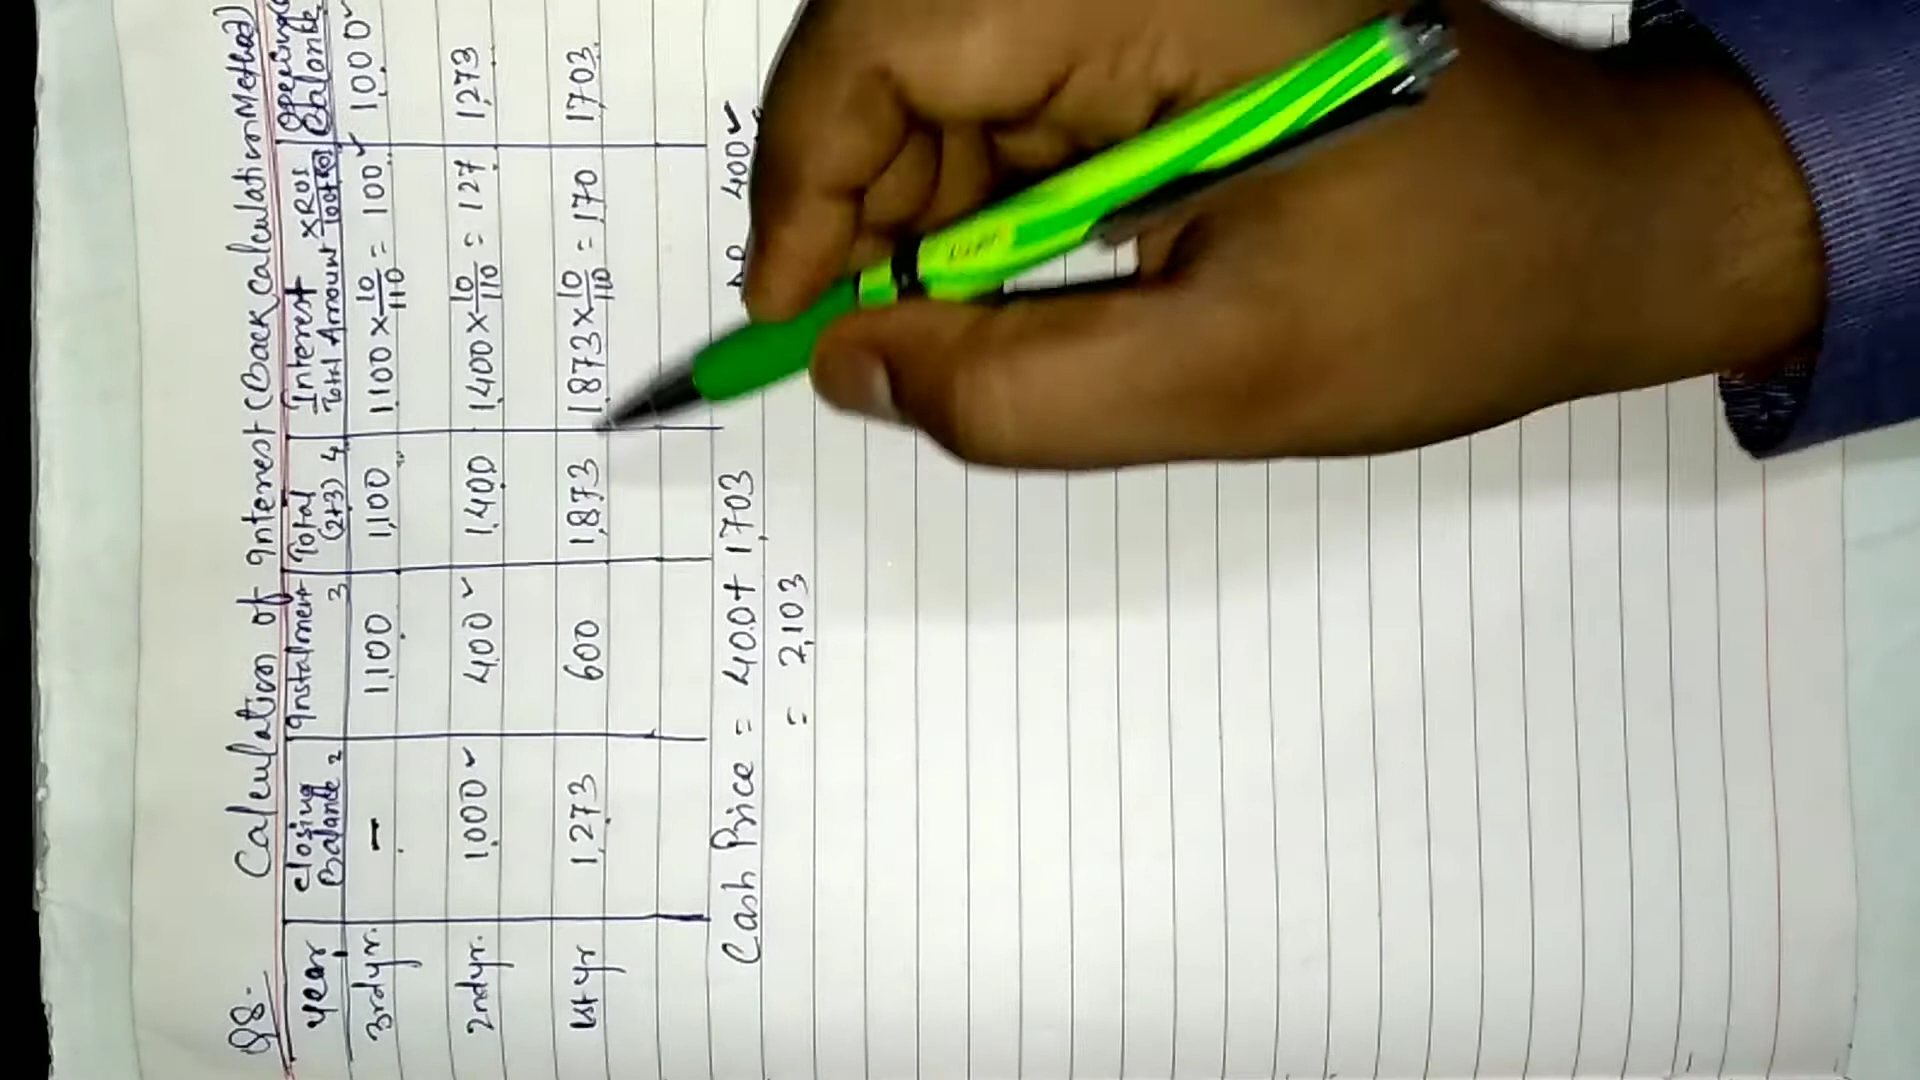 Q8. Calculation of Interest (Back Calculation Method)
Year Closing Balance 2 Instalment 3 Total (2+3) 4 Interest Total Amount × ROI Opening Balance
3rd yr. - 1,100 1,100 1,100 × 10/110 = 100 1,000
2nd yr. 1,000 400 1,400 1,400 × 10/110 = 127 1,273
1st yr 1,273 600 1,873 1,873 × 10/110 = 170 1,703
Cash Price = 400 + 1,703 400
= 2,103